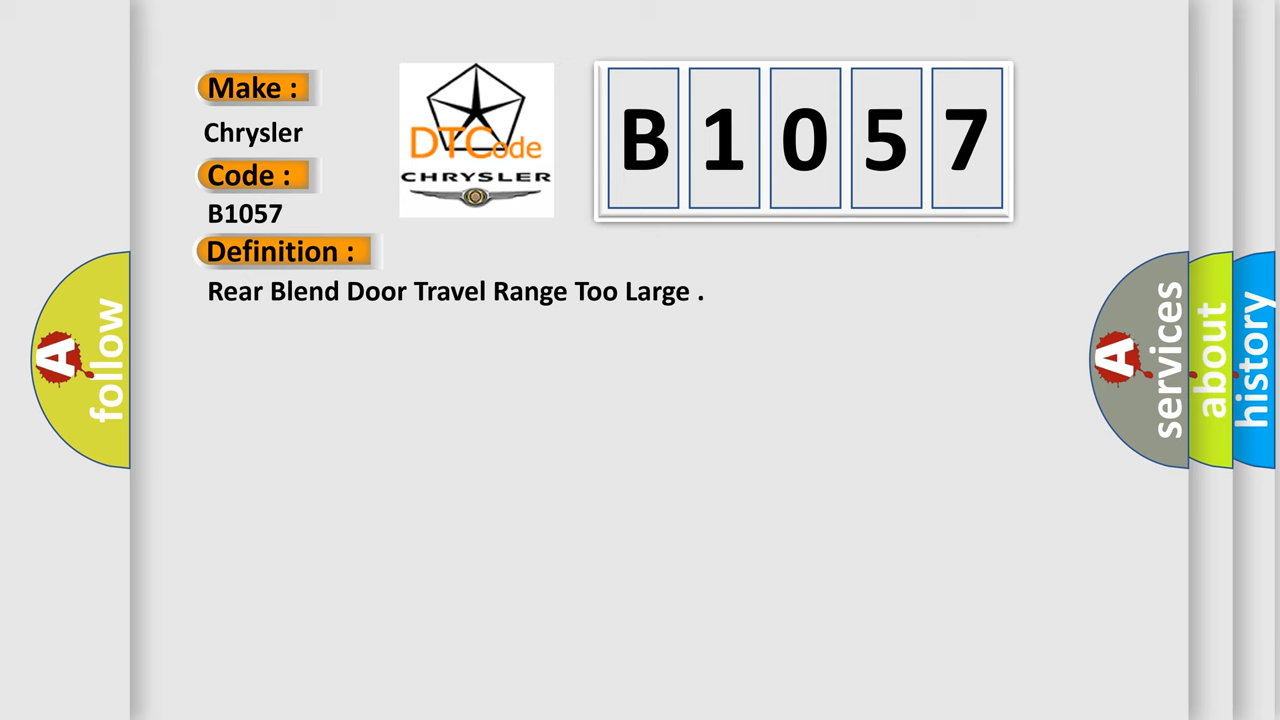 Make :
Chrysler
Code :
B1057
Definition :
Rear Blend Door Travel Range Too Large .
DTCode
CHRYSLER
B 1 0 5 7
A
follow
A
services
about
history